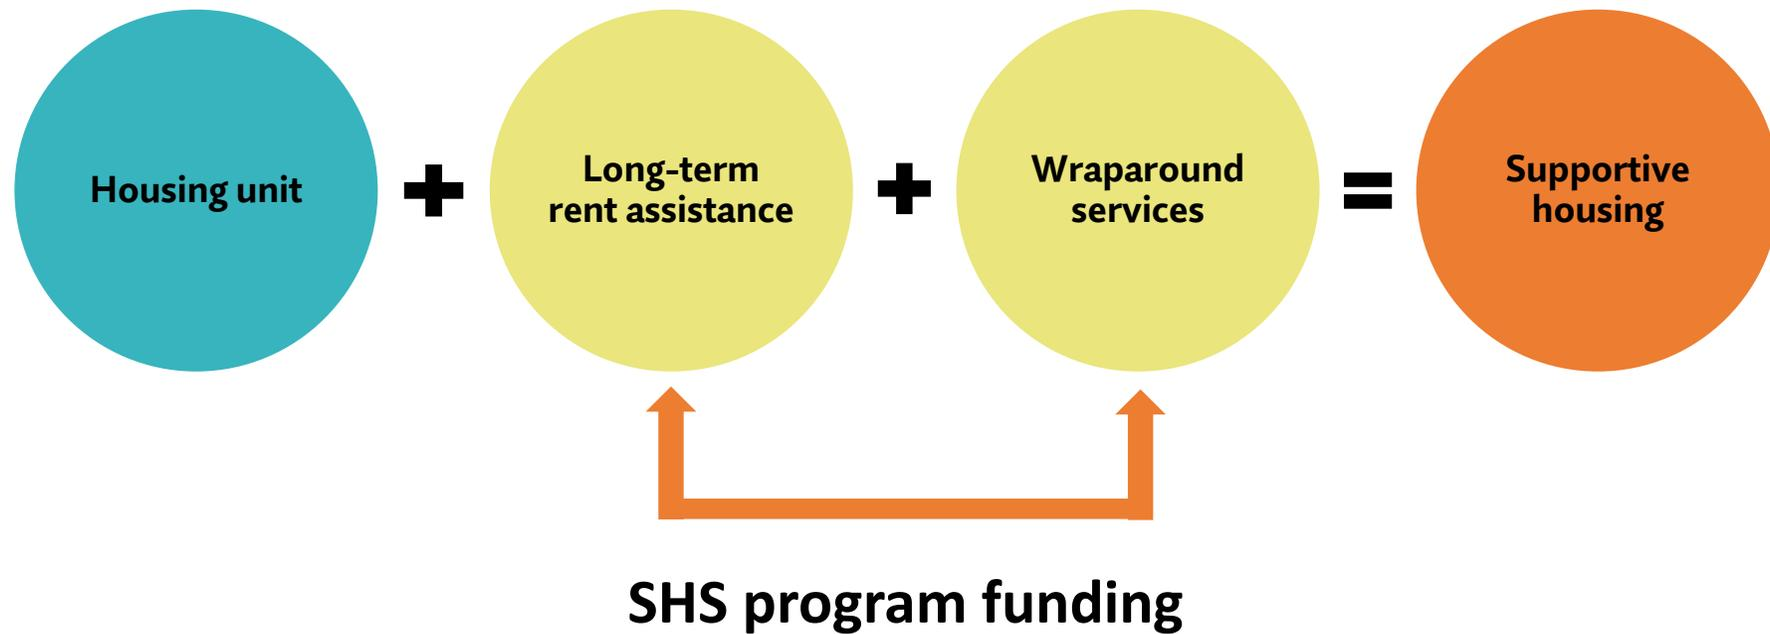 Housing unit
+
Long-term
rent assistance
+
Wraparound
services
=
Supportive
housing
SHS program funding